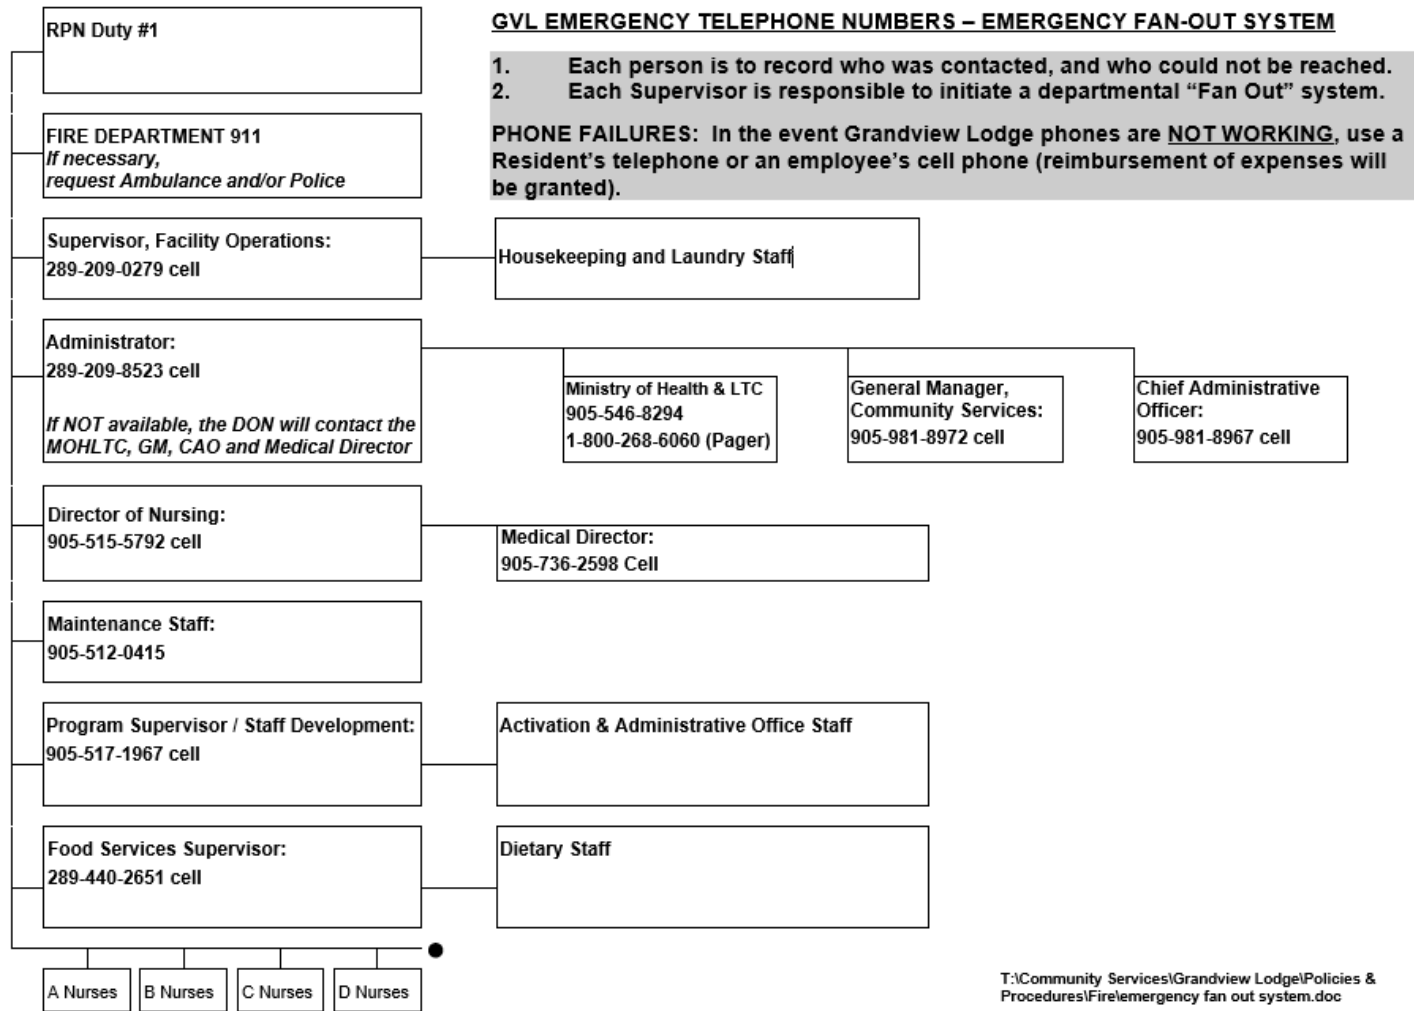 RPN Duty #1
GVL EMERGENCY TELEPHONE NUMBERS – EMERGENCY FAN-OUT SYSTEM
1. Each person is to record who was contacted, and who could not be reached.
2. Each Supervisor is responsible to initiate a departmental “Fan Out” system.
PHONE FAILURES: In the event Grandview Lodge phones are NOT WORKING, use a
Resident’s telephone or an employee’s cell phone (reimbursement of expenses will
be granted).
FIRE DEPARTMENT 911
If necessary,
request Ambulance and/or Police
Supervisor, Facility Operations:
289-209-0279 cell
Housekeeping and Laundry Staff
Administrator:
289-209-8523 cell
If NOT available, the DON will contact the
MOHLTC, GM, CAO and Medical Director
Ministry of Health & LTC
905-546-8294
1-800-268-6060 (Pager)
General Manager,
Community Services:
905-981-8972 cell
Chief Administrative
Officer:
905-981-8967 cell
Director of Nursing:
905-515-5792 cell
Medical Director:
905-736-2598 Cell
Maintenance Staff:
905-512-0415
Program Supervisor / Staff Development:
905-517-1967 cell
Activation & Administrative Office Staff
Food Services Supervisor:
289-440-2651 cell
Dietary Staff
A Nurses
B Nurses
C Nurses
D Nurses
T:\Community Services\Grandview Lodge\Policies &
Procedures\Fire\emergency fan out system.doc